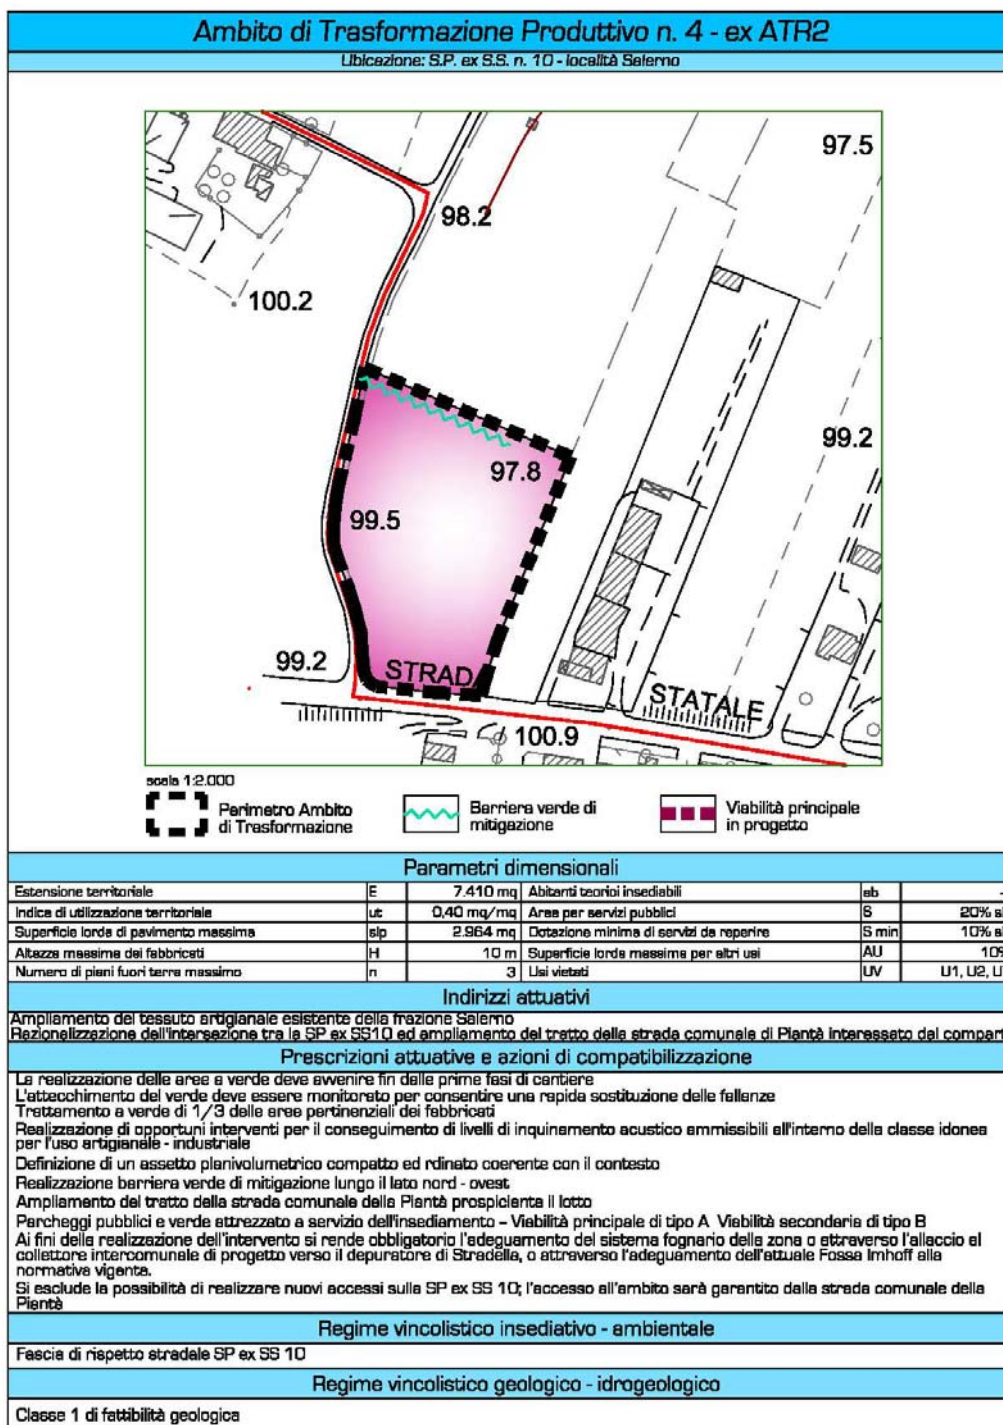 Ambito di Trasformazione Produttivo n. 4 - ex ATR2
Ubicazione: S.P. ex S.S. n. 10 - località Salerno
97.5
98.2
100.2
99.2
97.8
99.5
99.2
STRAD
STATALE
100.9
scala 1:2.000
Perimetro Ambito
di Trasformazione
Barriera verde di
mitigazione
Viabilità principale
in progetto
Parametri dimensionali
Estensione territoriale E 7.410 mq Abitanti teorici insediabili ab -
Indice di utilizzazione territoriale ut 0,40 mq/mq Aree per servizi pubblici S 20%
Superficie lorda di pavimento massima slp 2.964 mq Dotazione minima di servizi da reperire S min 10%
Altezza massima dei fabbricati H 10 m Superficie lorda massima per altri usi AU 10%
Numero di piani fuori terra massimo n 3 Usi vietati UV U1, U2,
Indirizzi attuativi
Ampliamento del tessuto artigianale esistente della frazione Salerno
Razionalizzazione dell'intersezione tra la SP ex SS10 ed ampliamento del tratto della strada comunale di Piantà interessato dal compart
Prescrizioni attuative e azioni di compatibilizzazione
La realizzazione delle aree a verde deve avvenire fin dalle prime fasi di cantiere
L'attecchimento del verde deve essere monitorato per consentire una rapida sostituzione delle fallanze
Trattamento a verde di 1/3 delle aree pertinenziali dei fabbricati
Realizzazione di opportuni interventi per il conseguimento di livelli di inquinamento acustico ammissibili all'interno della classe idonea
per l'uso artigianale - industriale
Definizione di un assetto planivolumetrico compatto ed rdinato coerente con il contesto
Realizzazione barriera verde di mitigazione lungo il lato nord - ovest
Ampliamento del tratto della strada comunale della Piantà prospiciente il lotto
Parcheggi pubblici e verde attrezzato a servizio dell'insediamento – Viabilità principale di tipo A Viabilità secondaria di tipo B
Ai fini della realizzazione dell'intervento si rende obbligatorio l'adeguamento del sistema fognario della zona o attraverso l'allaccio al
collettore intercomunale di progetto verso il depuratore di Stradella, o attraverso l'adeguamento dell'attuale Fossa Imhoff alla
normativa vigente.
Si esclude la possibilità di realizzare nuovi accessi sulla SP ex SS 10; l'accesso all'ambito sarà garantito dalla strada comunale della
Piantà
Regime vincolistico insediativo - ambientale
Fascia di rispetto stradale SP ex SS 10
Regime vincolistico geologico - idrogeologico
Classe 1 di fattibilità geologica